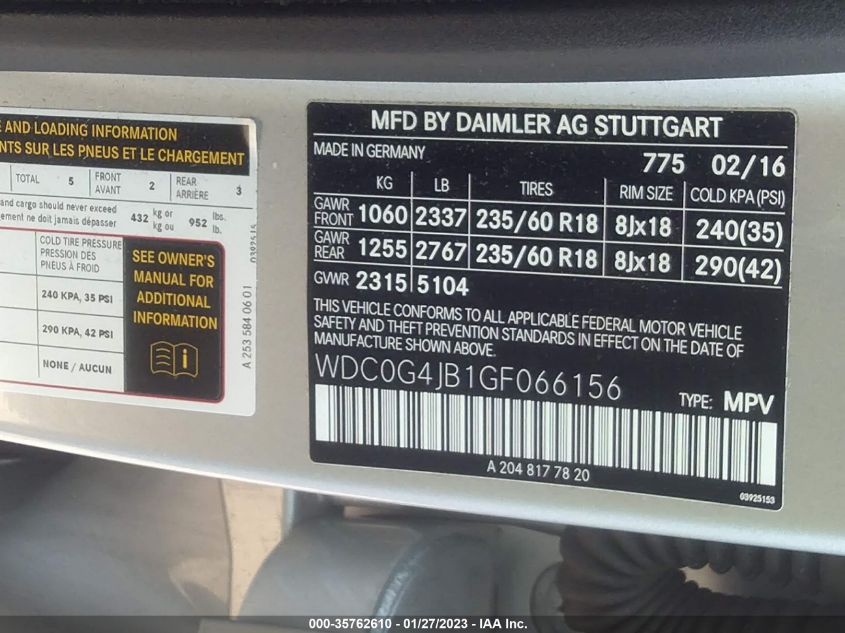 E AND LOADING INFORMATION
NTS SUR LES PNEUS ET LE CHARGEMENT
TOTAL 5 FRONT AVANT 2 REAR ARRIÈRE 3
and cargo should never exceed 432 kg or 952 lbs.
gement ne doit jamais dépasser kg ou lb.
COLD TIRE PRESSURE
PRESSION DES
PNEUS À FROID
240 KPA, 35 PSI
290 KPA, 42 PSI
NONE / AUCUN
SEE OWNER'S
MANUAL FOR
ADDITIONAL
INFORMATION
A 253 584 06 01
MFD BY DAIMLER AG STUTTGART
MADE IN GERMANY 775 02/16
KG LB TIRES RIM SIZE COLD KPA (PSI)
GAWR FRONT 1060 2337 235/60 R18 8Jx18 240(35)
GAWR REAR 1255 2767 235/60 R18 8Jx18 290(42)
GVWR 2315 5104
THIS VEHICLE CONFORMS TO ALL APPLICABLE FEDERAL MOTOR VEHICLE
SAFETY AND THEFT PREVENTION STANDARDS IN EFFECT ON THE DATE OF
MANUFACTURE SHOWN ABOVE.
WDC0G4JB1GF066156
TYPE: MPV
A 204 817 78 20
03925153
000-35762610 — 01/27/2023 — IAA Inc.